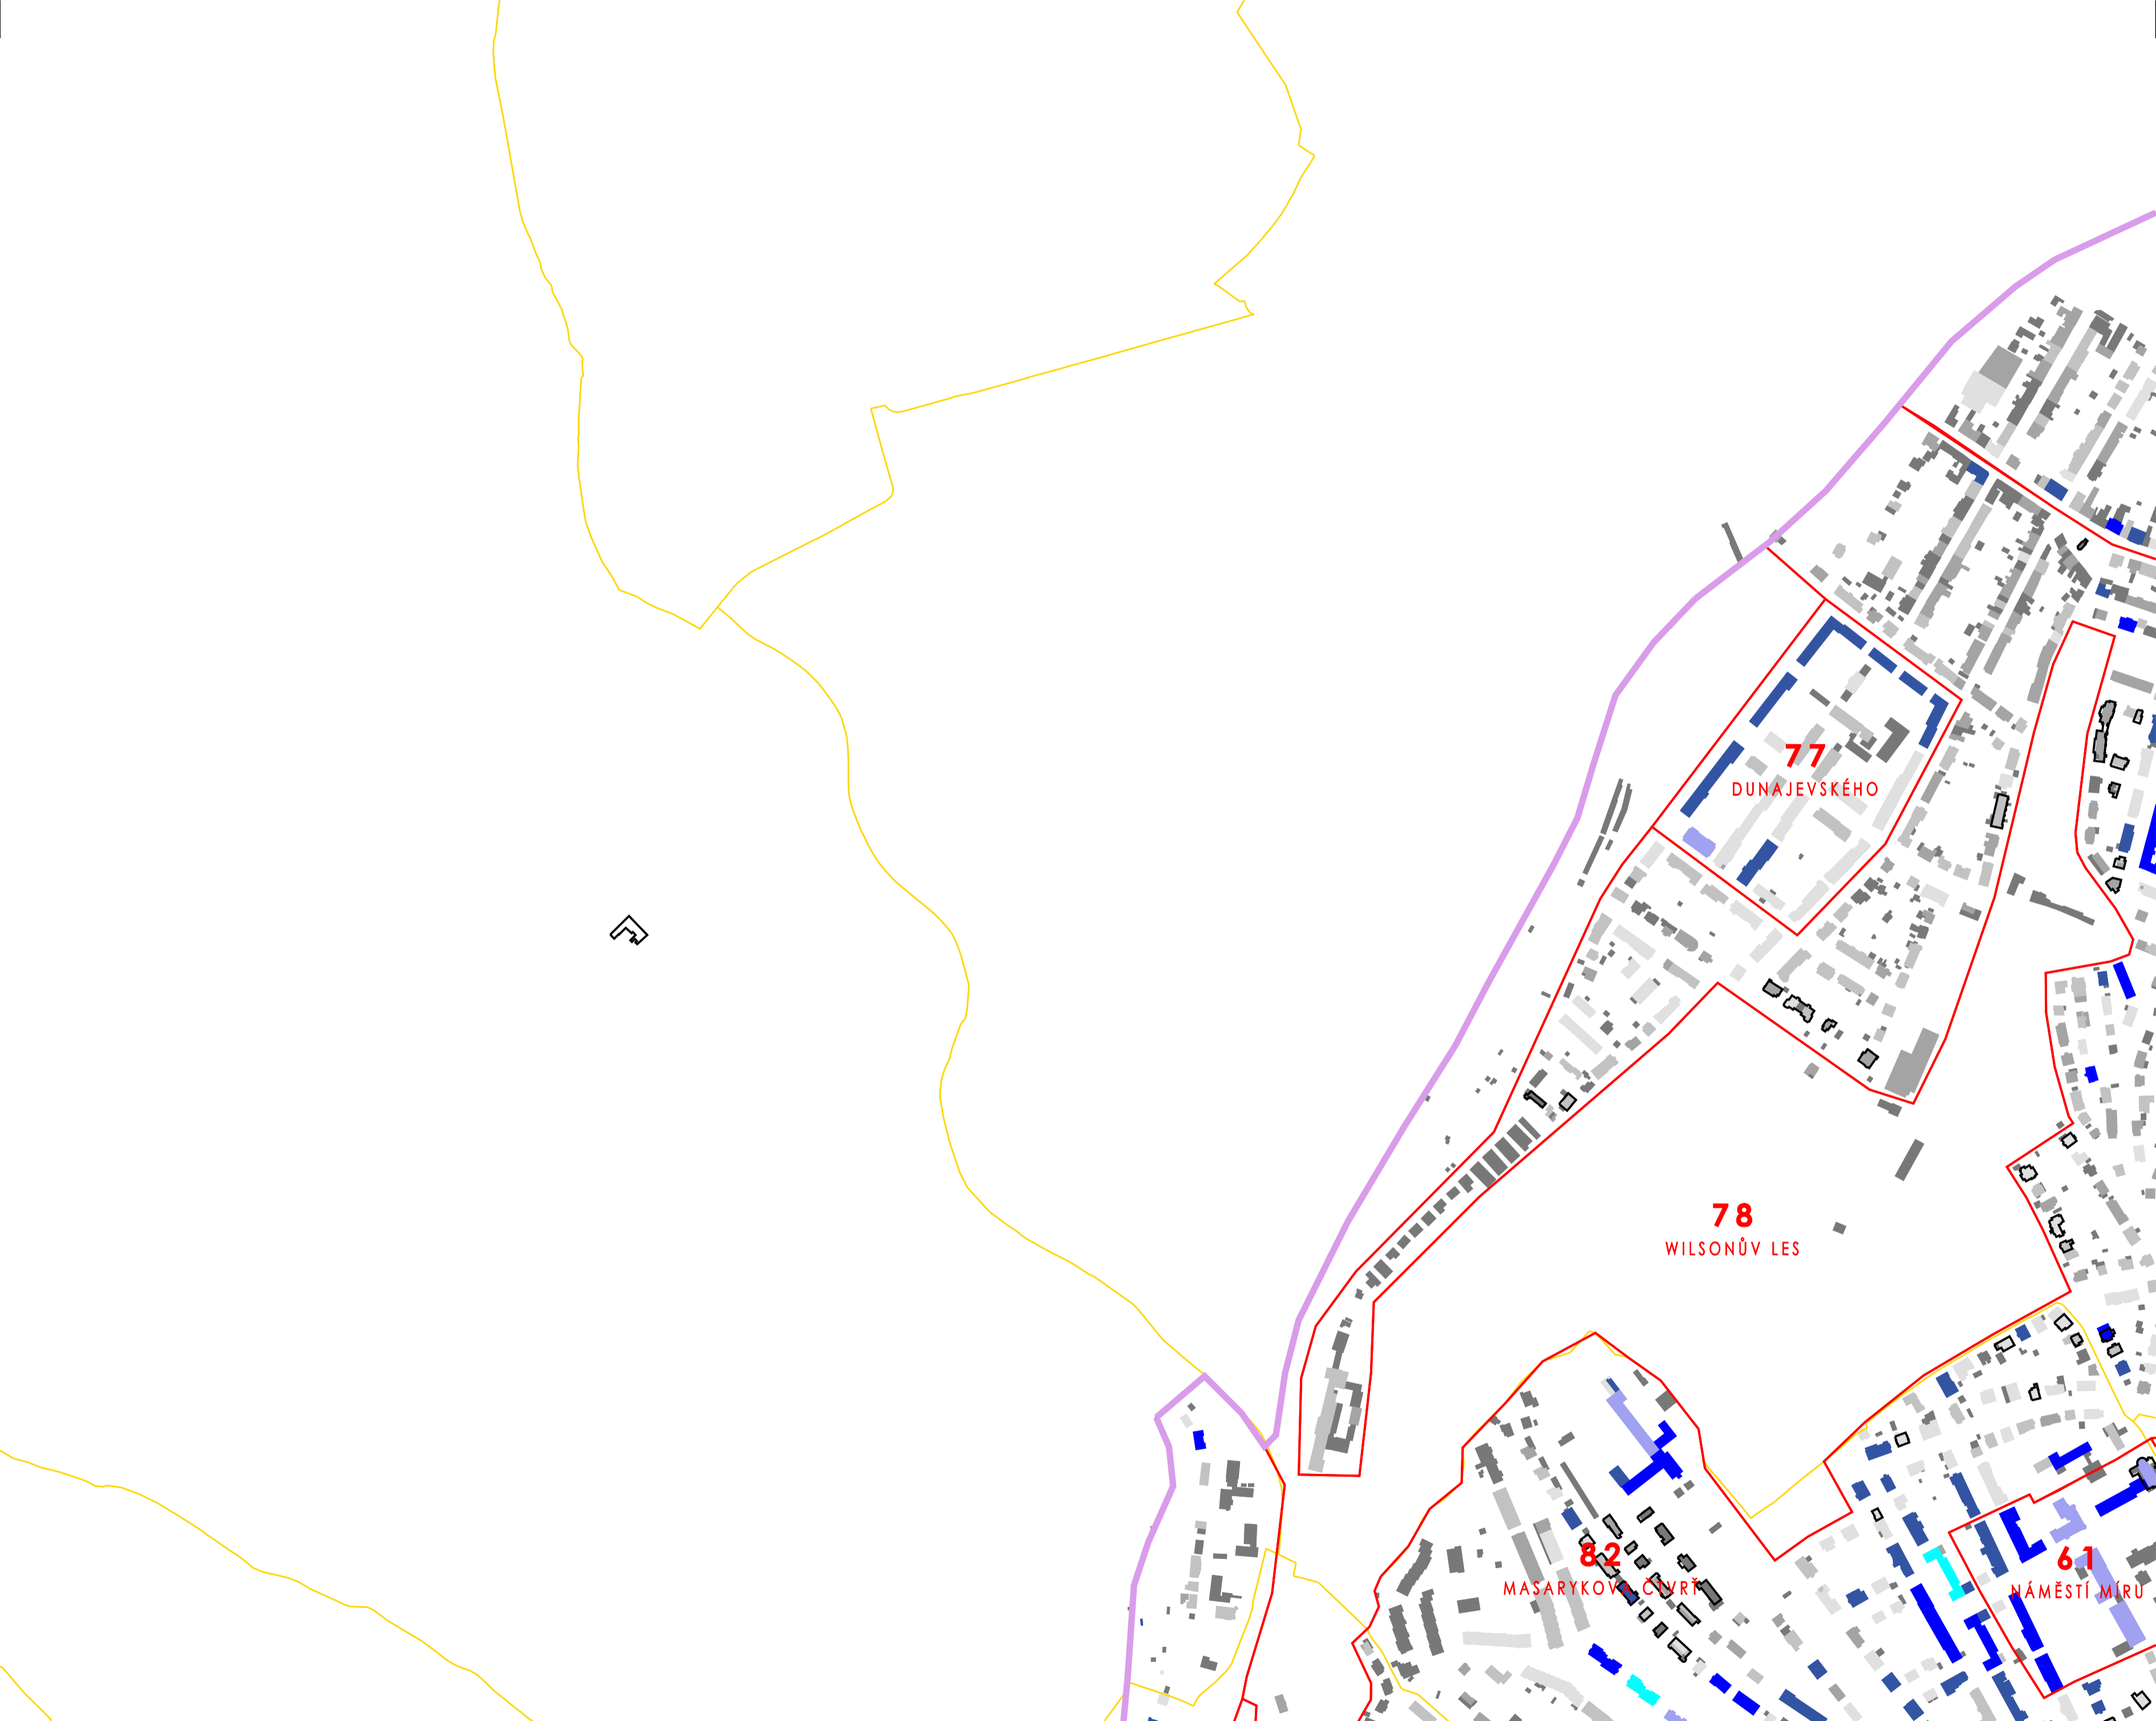 77
DUNAJEVSKÉHO
78
WILSONŮV LES
82
MASARYKOVA ČTVRŤ
61
NÁMĚSTÍ MÍRU